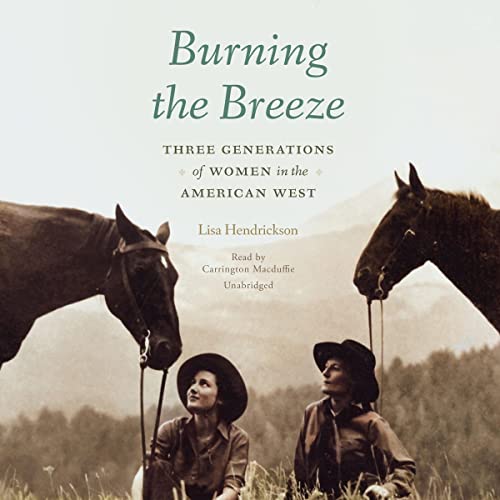 Burning
the Breeze
THREE GENERATIONS
of WOMEN in the
AMERICAN WEST
Lisa Hendrickson
Read by
Carrington Macduffie
Unabridged